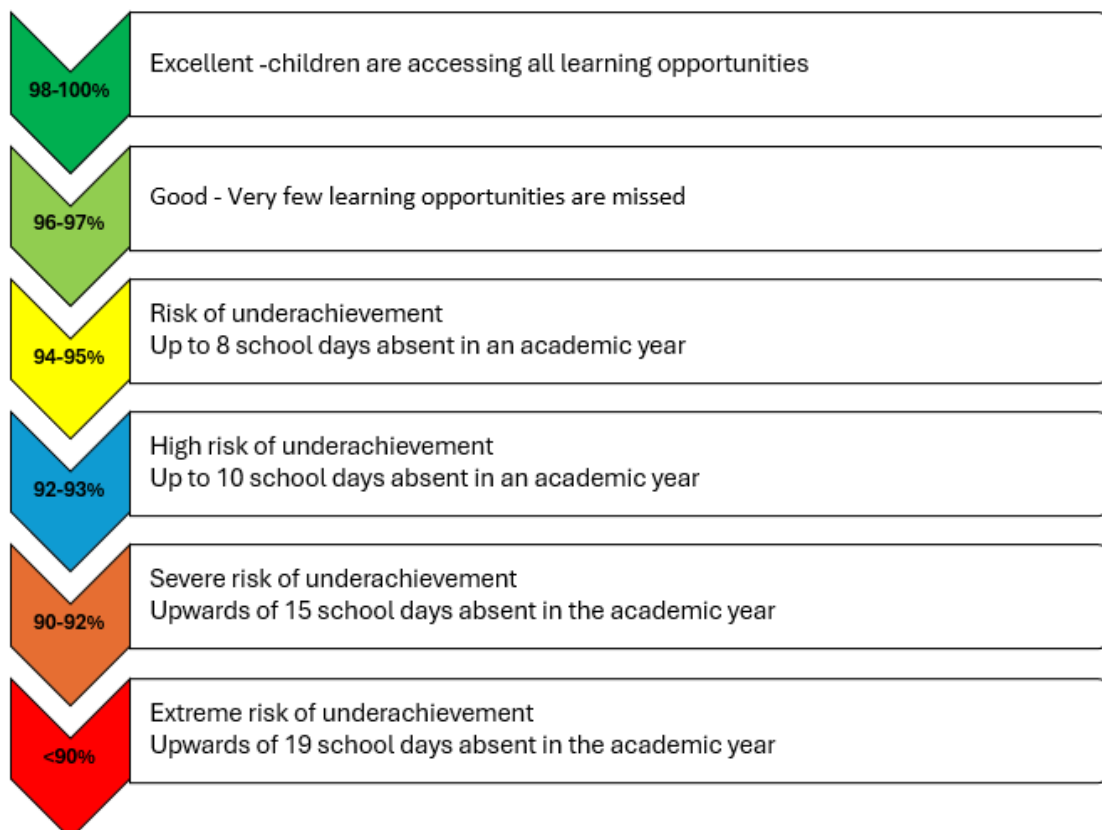 98-100%
Excellent -children are accessing all learning opportunities
96-97%
Good - Very few learning opportunities are missed
94-95%
Risk of underachievement
Up to 8 school days absent in an academic year
92-93%
High risk of underachievement
Up to 10 school days absent in an academic year
90-92%
Severe risk of underachievement
Upwards of 15 school days absent in the academic year
<90%
Extreme risk of underachievement
Upwards of 19 school days absent in the academic year